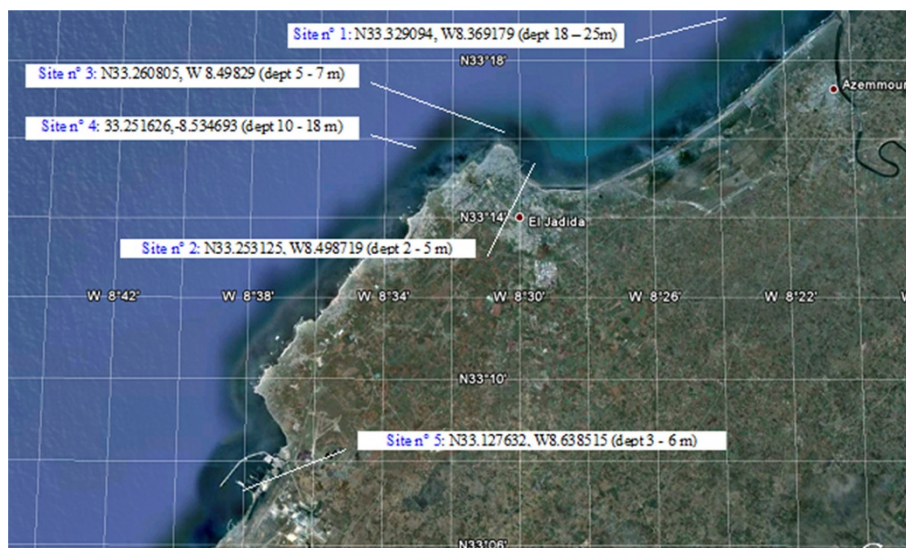 Site n° 1: N33.329094, W8.369179 (dept 18 – 25m)
N33°18'
Site n° 3: N33.260805, W 8.49829 (dept 5 - 7 m)
Azemmour
Site n° 4: 33.251626,-8.534693 (dept 10 - 18 m)
N33°14'
El Jadida
Site n° 2: N33.253125, W8.498719 (dept 2 - 5 m)
W 8°42'
W 8°38'
W 8°34'
W 8°30'
W 8°26'
W 8°22'
W
N33°10'
Site n° 5: N33.127632, W8.638515 (dept 3 - 6 m)
N33°06'